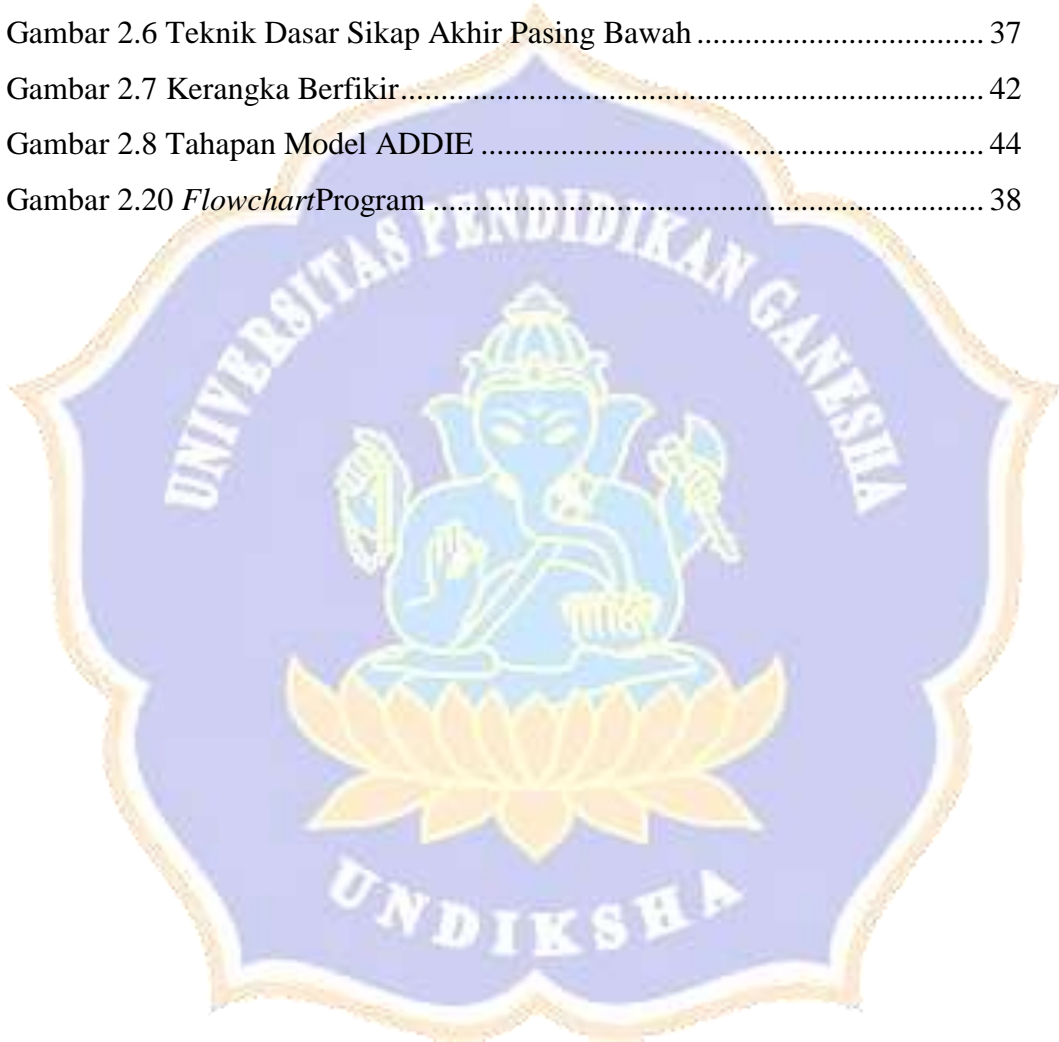 Gambar 2.6 Teknik Dasar Sikap Akhir Pasing Bawah .................................. 37
Gambar 2.7 Kerangka Berfikir....................................................................... 42
Gambar 2.8 Tahapan Model ADDIE ............................................................. 44
Gambar 2.20 FlowchartProgram ................................................................... 38
UNIVERSITAS PENDIDIKAN GANESHA
UNDIKSHA